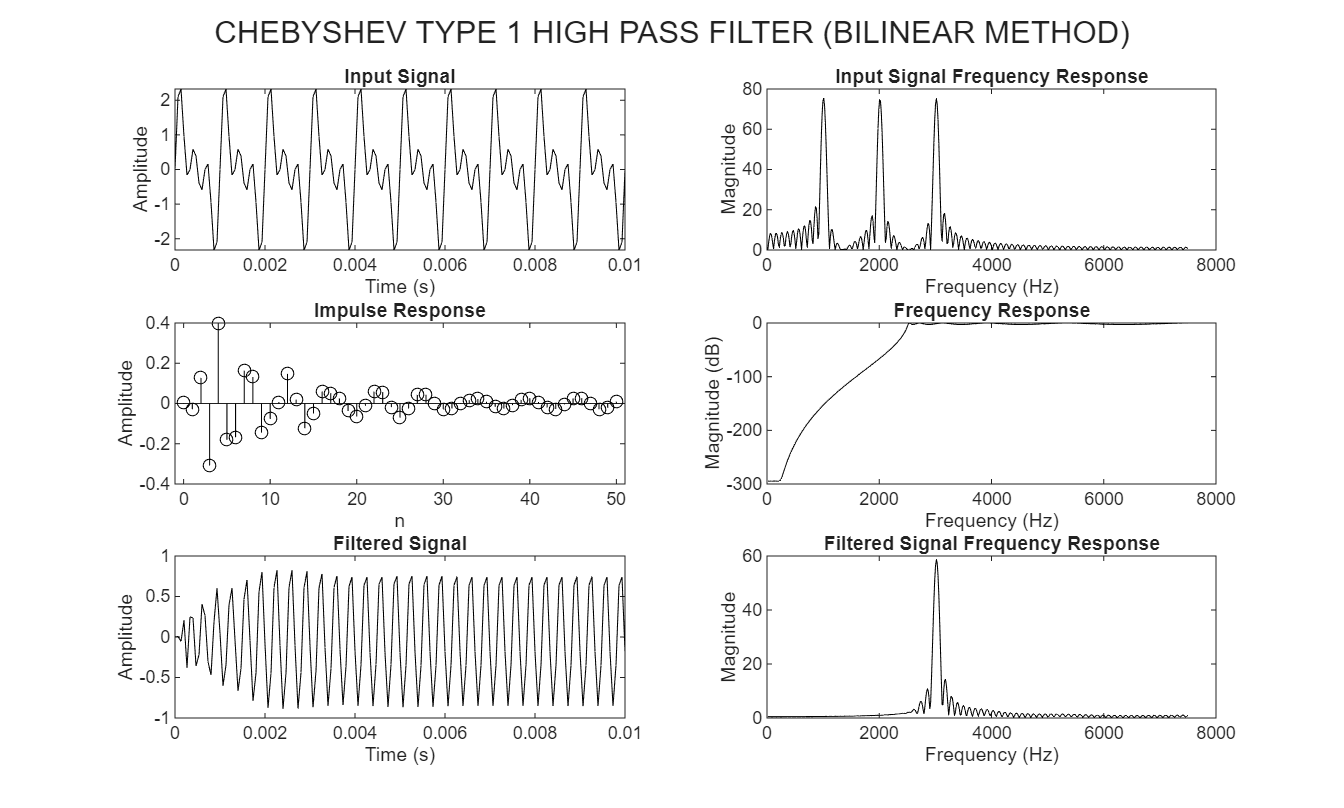 CHEBYSHEV TYPE 1 HIGH PASS FILTER (BILINEAR METHOD)
Input Signal
Amplitude
2
1
0
-1
-2
0 0.002 0.004 0.006 0.008 0.01
Time (s)
Input Signal Frequency Response
Magnitude
80
60
40
20
0
0 2000 4000 6000 8000
Frequency (Hz)
Impulse Response
Amplitude
0.4
0.2
0
-0.2
-0.4
0 10 20 30 40 50
n
Frequency Response
Magnitude (dB)
0
-100
-200
-300
0 2000 4000 6000 8000
Frequency (Hz)
Filtered Signal
Amplitude
1
0.5
0
-0.5
-1
0 0.002 0.004 0.006 0.008 0.01
Time (s)
Filtered Signal Frequency Response
Magnitude
60
40
20
0
0 2000 4000 6000 8000
Frequency (Hz)